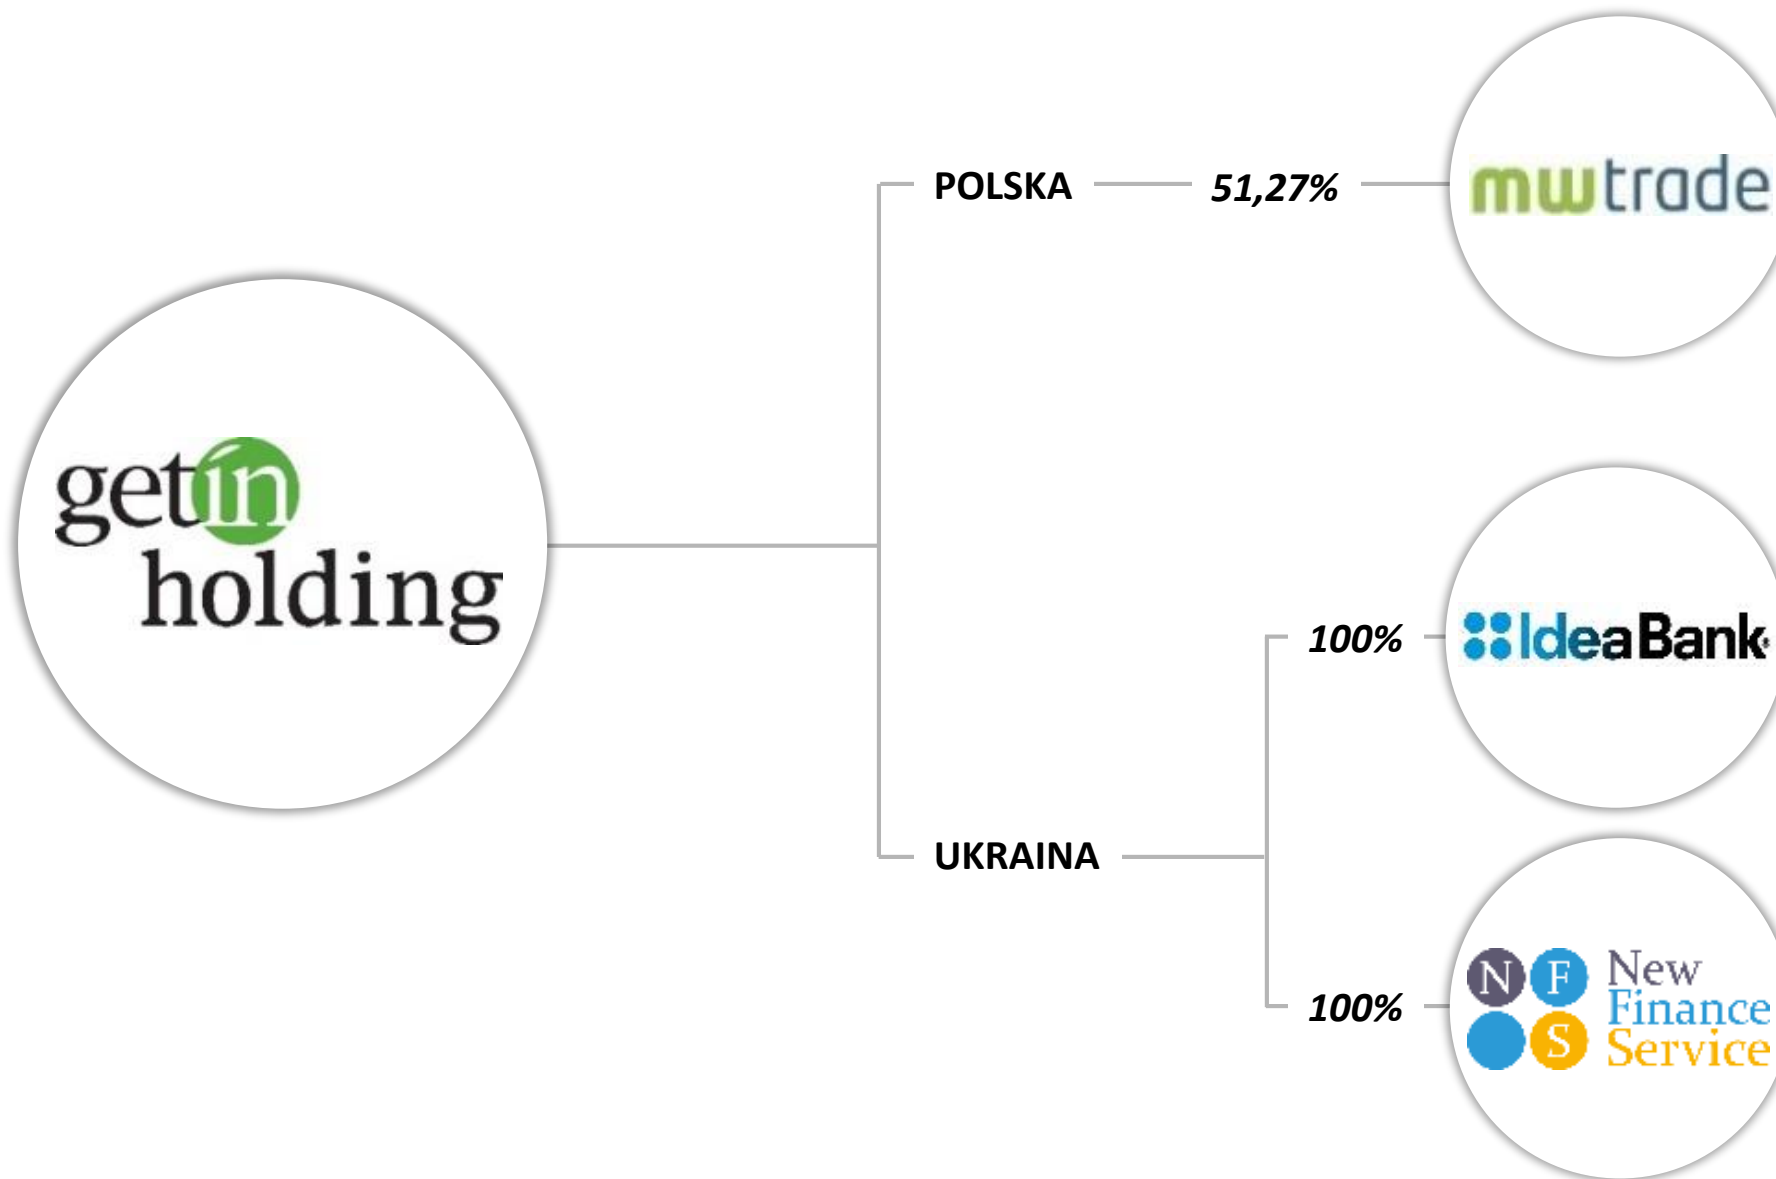 POLSKA 51,27% mwtrade
getin
holding
100% IdeaBank
UKRAINA
100%
N F New
Finance
S Service